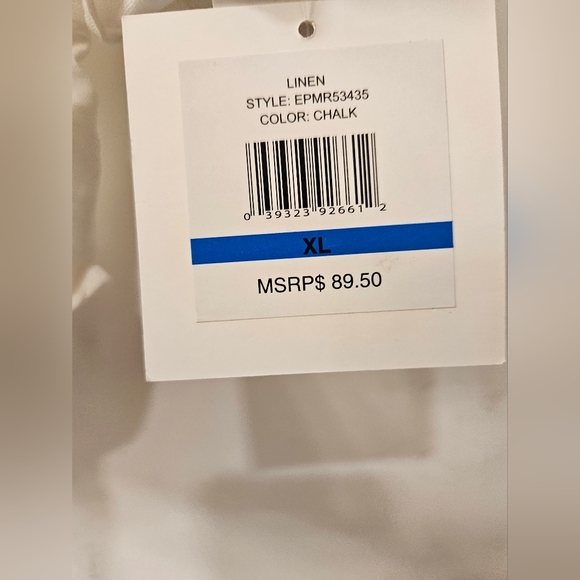 LINEN
STYLE: EPMR53435
COLOR: CHALK
0 39323 92661 2
XL
MSRP$ 89.50